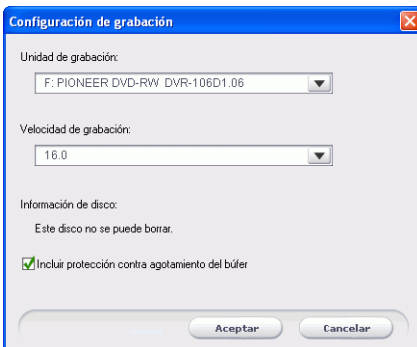 Configuración de grabación
Unidad de grabación:
F: PIONEER DVD-RW DVR-106D1.06
Velocidad de grabación:
16.0
Información de disco:
Este disco no se puede borrar.
Incluir protección contra agotamiento del búfer
Aceptar Cancelar